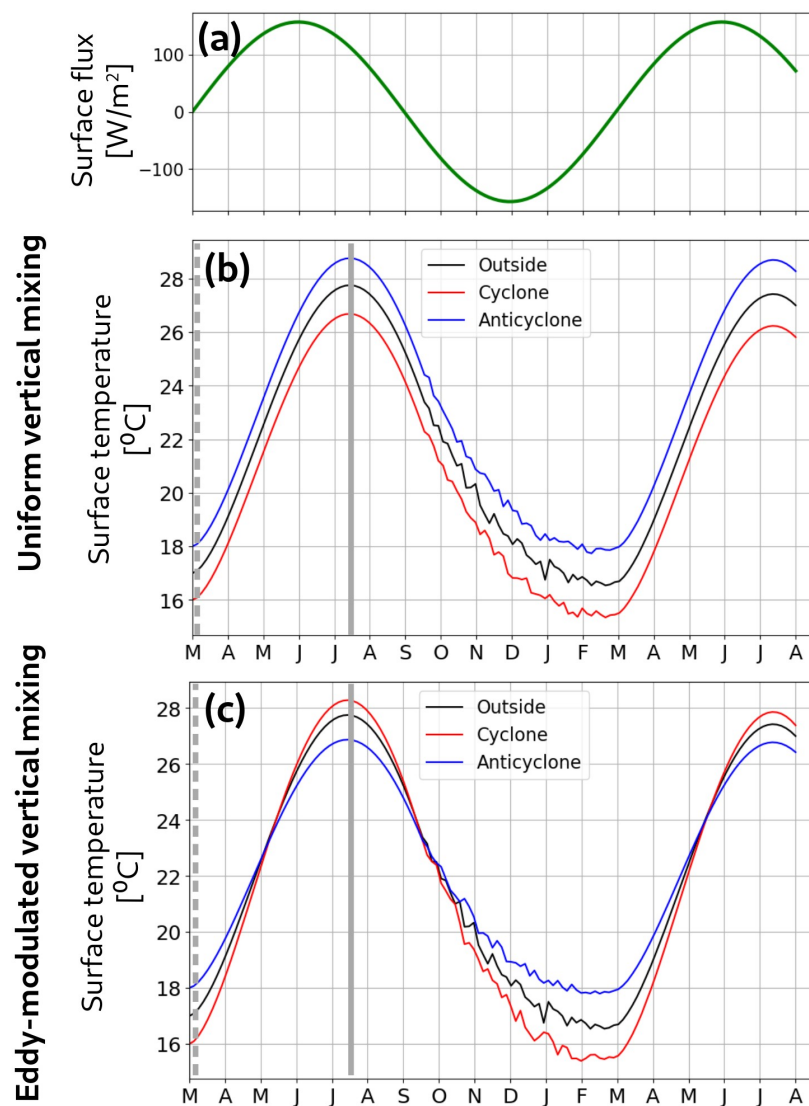 (a)
Surface flux
[W/m²]
100
0
−100
Uniform vertical mixing
(b)
Surface temperature
[⁰C]
28
26
24
22
20
18
16
Outside
Cyclone
Anticyclone
M A M J J A S O N D J F M A M J J A
Eddy-modulated vertical mixing
(c)
Surface temperature
[⁰C]
28
26
24
22
20
18
16
Outside
Cyclone
Anticyclone
M A M J J A S O N D J F M A M J J A